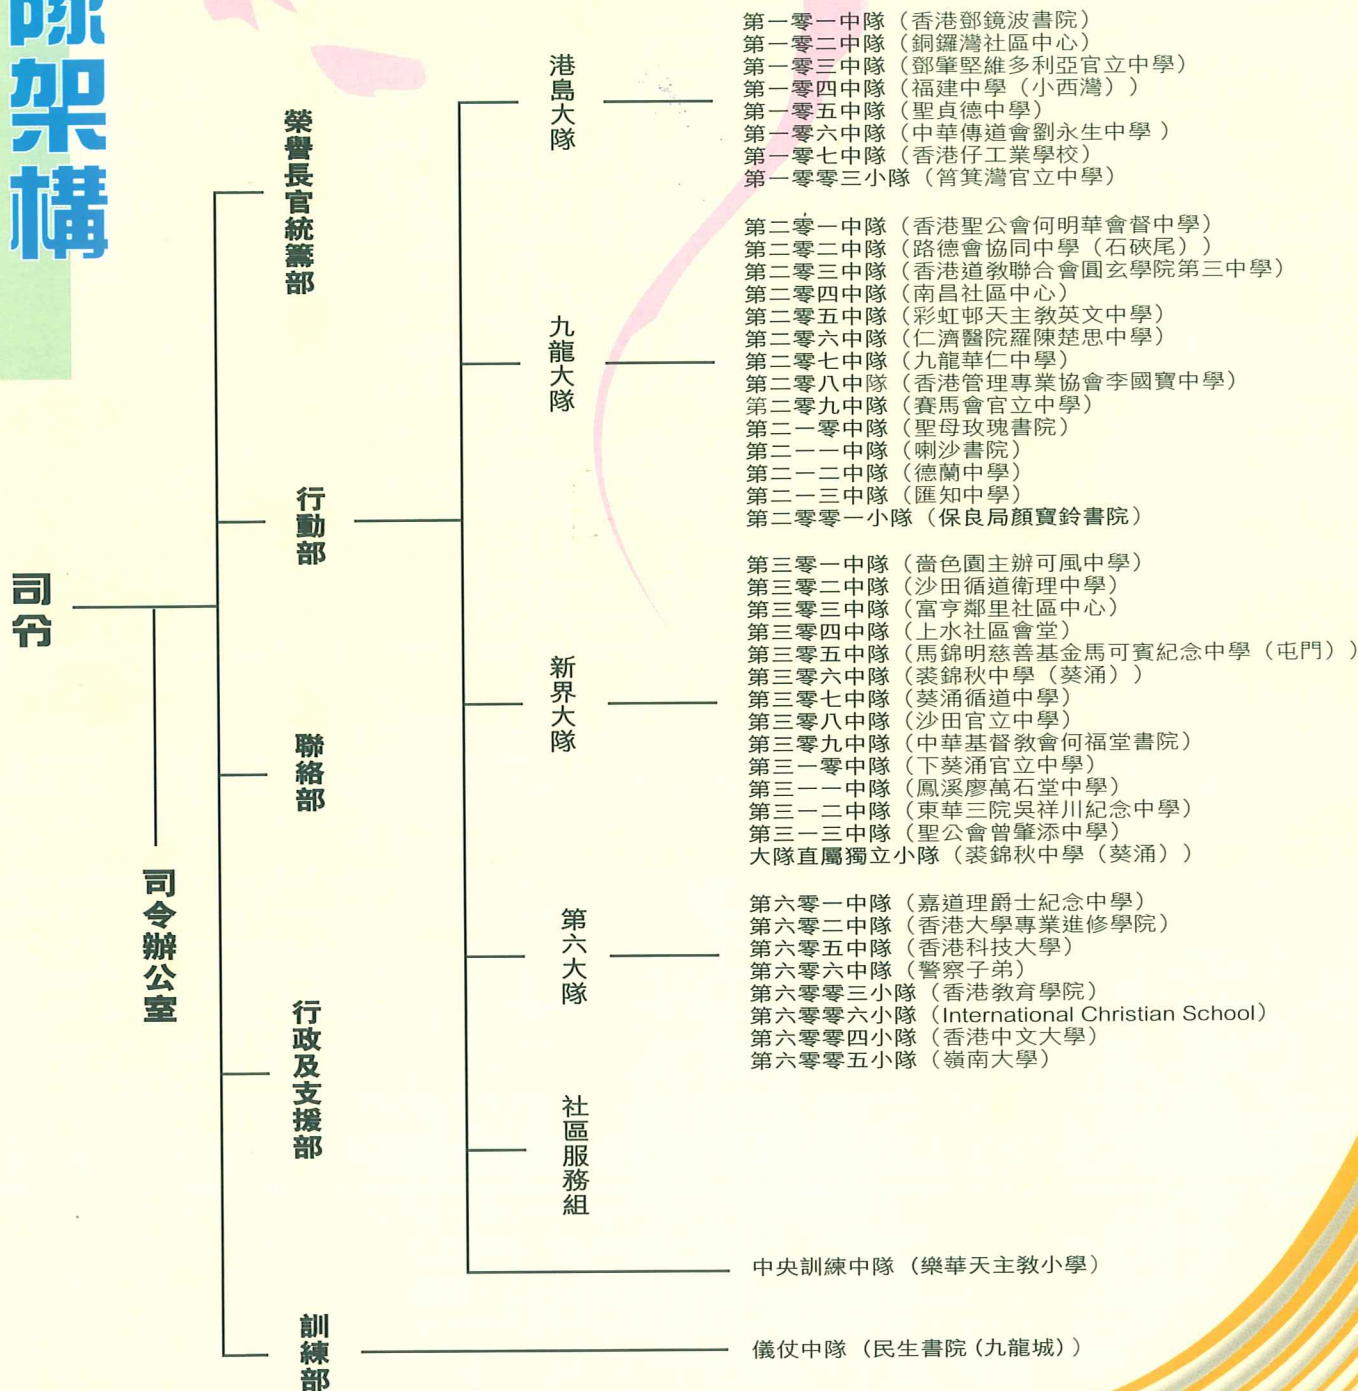 隊架構
司令
司令辦公室
榮譽長官統籌部
行動部
聯絡部
行政及支援部
訓練部
港島大隊
第一零一中隊（香港鄧鏡波書院）
第一零二中隊（銅鑼灣社區中心）
第一零三中隊（鄧肇堅維多利亞官立中學）
第一零四中隊（福建中學（小西灣））
第一零五中隊（聖貞德中學）
第一零六中隊（中華傳道會劉永生中學）
第一零七中隊（香港仔工業學校）
第一零零三小隊（筲箕灣官立中學）
九龍大隊
第二零一中隊（香港聖公會何明華會督中學）
第二零二中隊（路德會協同中學（石硤尾））
第二零三中隊（香港道教聯合會圓玄學院第三中學）
第二零四中隊（南昌社區中心）
第二零五中隊（彩虹邨天主教英文中學）
第二零六中隊（仁濟醫院羅陳楚思中學）
第二零七中隊（九龍華仁中學）
第二零八中隊（香港管理專業協會李國寶中學）
第二零九中隊（賽馬會官立中學）
第二一零中隊（聖母玫瑰書院）
第二一一中隊（喇沙書院）
第二一二中隊（德蘭中學）
第二一三中隊（匯知中學）
第二零零一小隊（保良局顏寶鈴書院）
新界大隊
第三零一中隊（嗇色園主辦可風中學）
第三零二中隊（沙田循道衛理中學）
第三零三中隊（富亨鄰里社區中心）
第三零四中隊（上水社區會堂）
第三零五中隊（馬錦明慈善基金馬可賓紀念中學（屯門））
第三零六中隊（裘錦秋中學（葵涌））
第三零七中隊（葵涌循道中學）
第三零八中隊（沙田官立中學）
第三零九中隊（中華基督教會何福堂書院）
第三一零中隊（下葵涌官立中學）
第三一一中隊（鳳溪廖萬石堂中學）
第三一二中隊（東華三院吳祥川紀念中學）
第三一三中隊（聖公會曾肇添中學）
大隊直屬獨立小隊（裘錦秋中學（葵涌））
第六大隊
第六零一中隊（嘉道理爵士紀念中學）
第六零二中隊（香港大學專業進修學院）
第六零五中隊（香港科技大學）
第六零六中隊（警察子弟）
第六零零三小隊（香港教育學院）
第六零零六小隊（International Christian School）
第六零零四小隊（香港中文大學）
第六零零五小隊（嶺南大學）
社區服務組
中央訓練中隊（樂華天主教小學）
儀仗中隊（民生書院（九龍城））